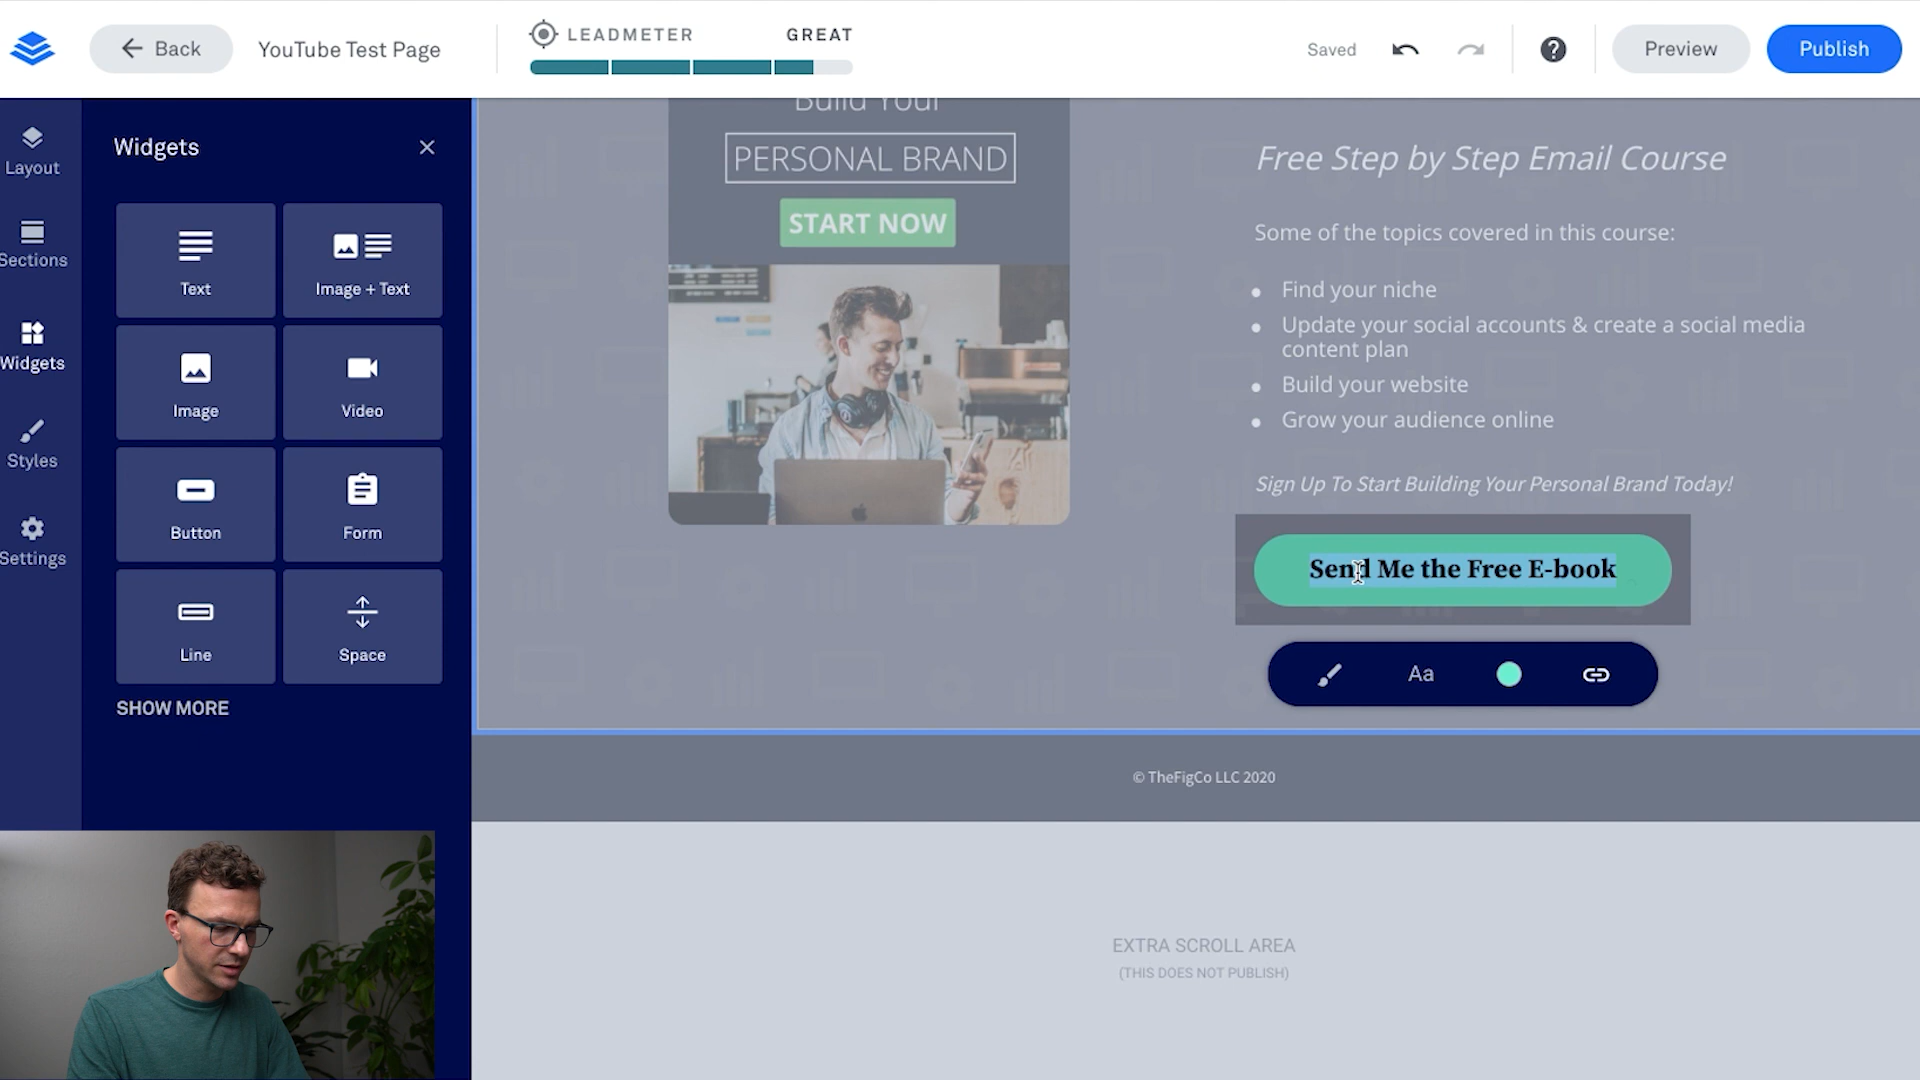 Back
YouTube Test Page
LEADMETER
GREAT
Saved
Preview
Publish
Layout
Sections
Widgets
Styles
Settings
Widgets
Text
Image + Text
Image
Video
Button
Form
Line
Space
SHOW MORE
Build Your
PERSONAL BRAND
START NOW
Free Step by Step Email Course
Some of the topics covered in this course:
Find your niche
Update your social accounts & create a social media
content plan
Build your website
Grow your audience online
Sign Up To Start Building Your Personal Brand Today!
Send Me the Free E-book
Aa
© TheFigCo LLC 2020
EXTRA SCROLL AREA
(THIS DOES NOT PUBLISH)